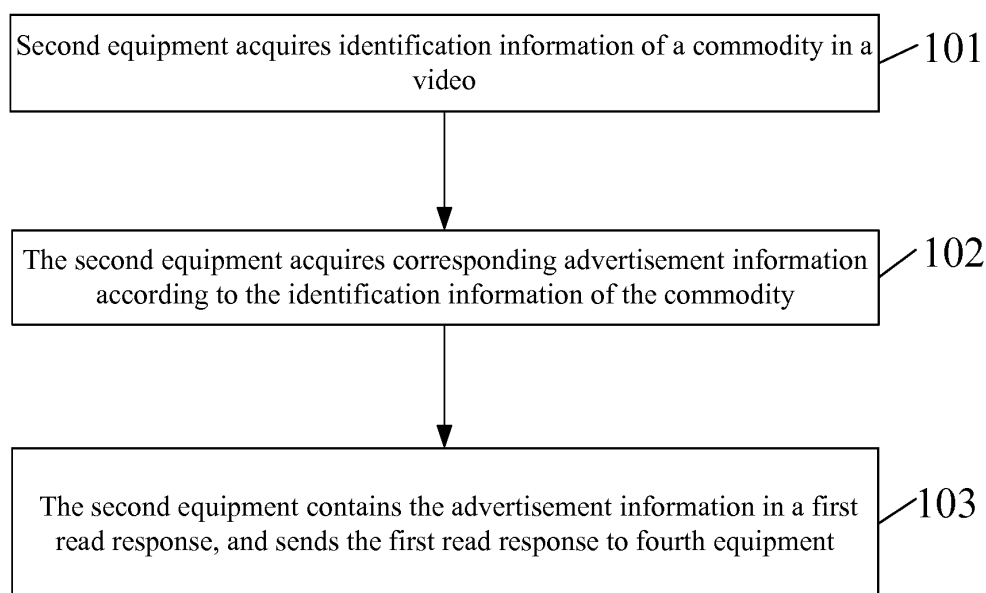 Second equipment acquires identification information of a commodity in a
video
101
The second equipment acquires corresponding advertisement information
according to the identification information of the commodity
102
The second equipment contains the advertisement information in a first
read response, and sends the first read response to fourth equipment
103